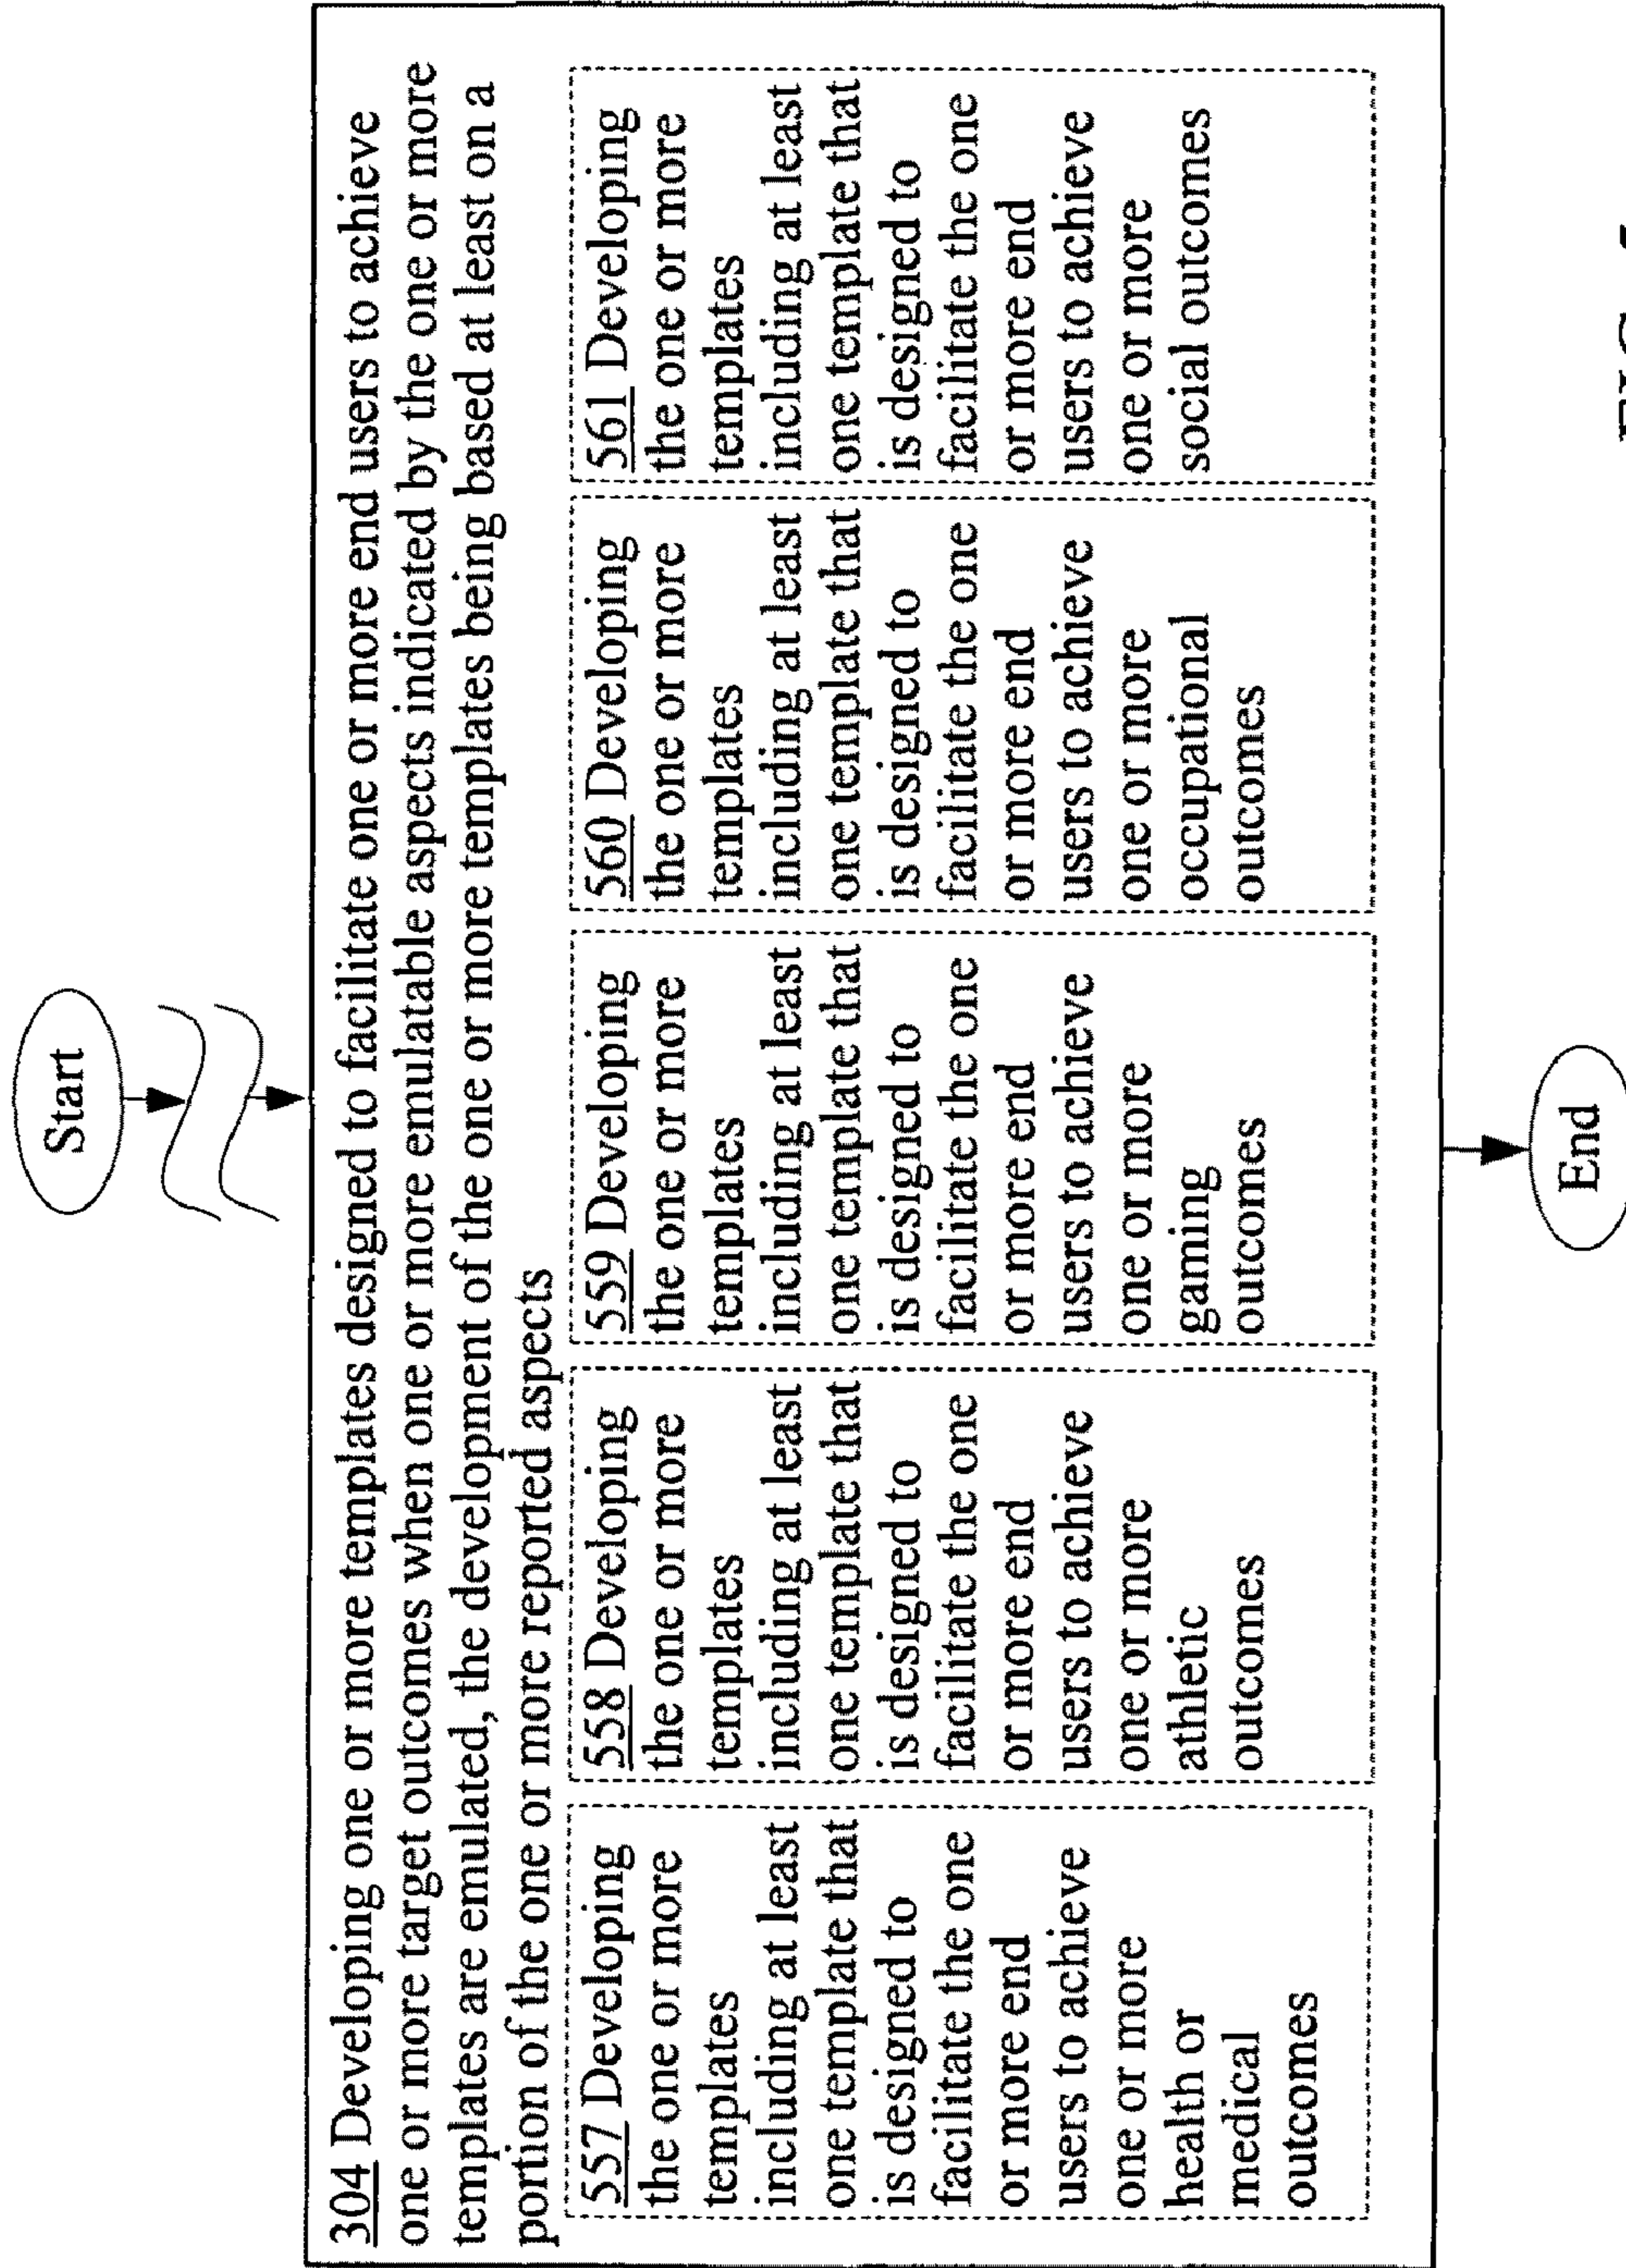 Start
304 Developing one or more templates designed to facilitate one or more end users to achieve
one or more target outcomes when one or more emulatable aspects indicated by the one or more
templates are emulated, the development of the one or more templates being based at least on a
portion of the one or more reported aspects
557 Developing
the one or more
templates
including at least
one template that
is designed to
facilitate the one
or more end
users to achieve
one or more
health or
medical
outcomes
558 Developing
the one or more
templates
including at least
one template that
is designed to
facilitate the one
or more end
users to achieve
one or more
athletic
outcomes
559 Developing
the one or more
templates
including at least
one template that
is designed to
facilitate the one
or more end
users to achieve
one or more
gaming
outcomes
560 Developing
the one or more
templates
including at least
one template that
is designed to
facilitate the one
or more end
users to achieve
one or more
occupational
outcomes
561 Developing
the one or more
templates
including at least
one template that
is designed to
facilitate the one
or more end
users to achieve
one or more
social outcomes
End